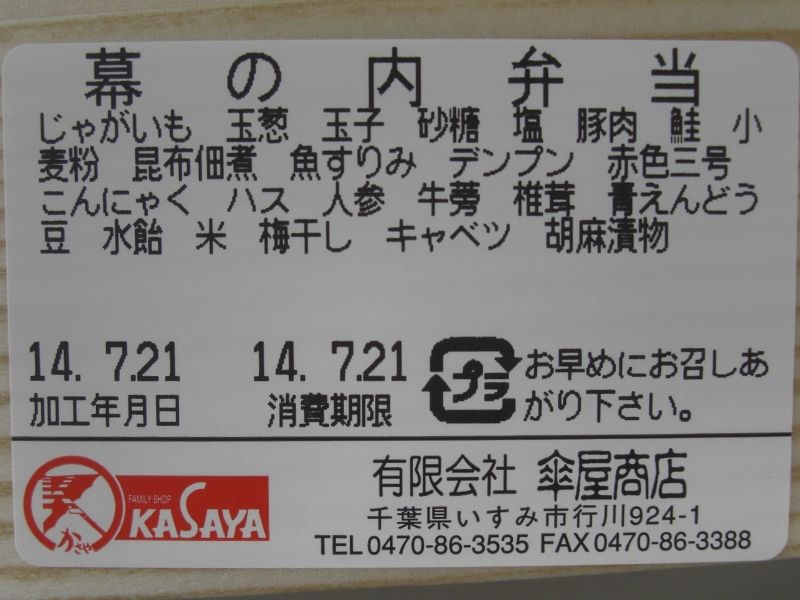 幕の内弁当
じゃがいも 玉葱 玉子 砂糖 塩 豚肉 鮭 小
麦粉 昆布佃煮 魚すりみ デンプン 赤色三号
こんにゃく ハス 人参 牛蒡 椎茸 青えんどう
豆 水飴 米 梅干し キャベツ 胡麻漬物
14. 7.21 14. 7.21 プラ お早めにお召しあ
加工年月日 消費期限 がり下さい。
FAMILY SHOP
KASAYA
かさや
有限会社 傘屋商店
千葉県いすみ市行川924-1
TEL 0470-86-3535 FAX 0470-86-3388